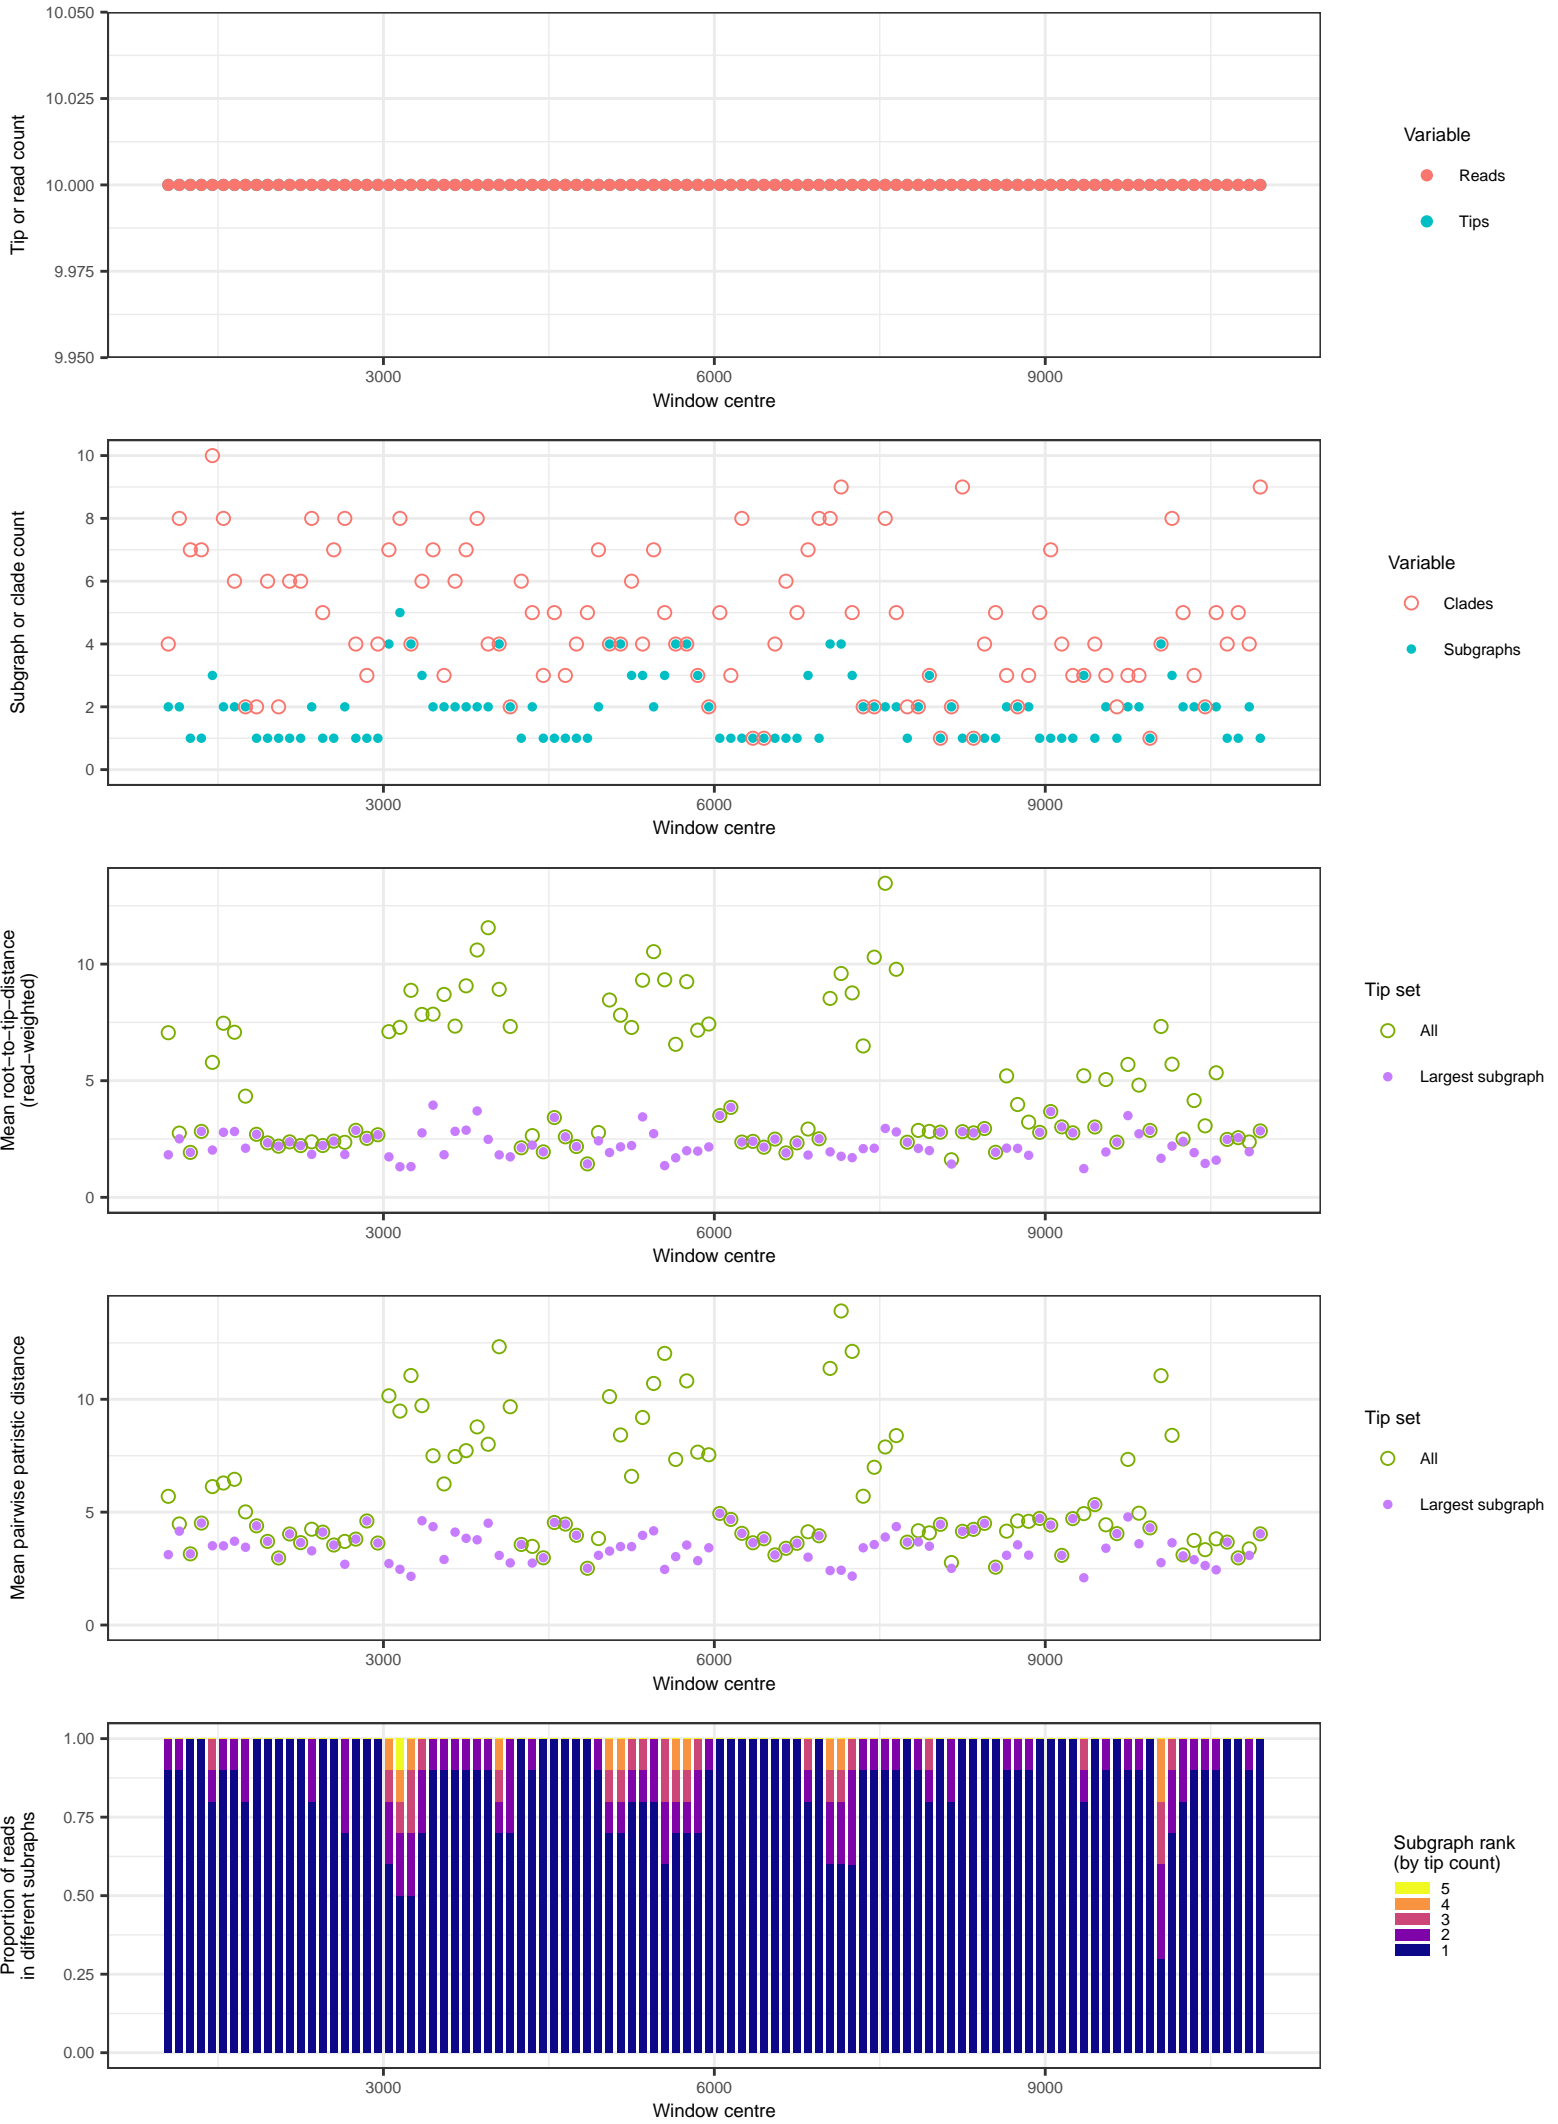 10.050
10.025
10.000
9.975
9.950
Tip or read count
3000
6000
9000
Window centre
Variable
Reads
Tips
10
8
6
4
2
0
Subgraph or clade count
3000
6000
9000
Window centre
Variable
Clades
Subgraphs
10
5
0
Mean root−to−tip−distance
(read−weighted)
3000
6000
9000
Window centre
Tip set
All
Largest subgraph
10
5
0
Mean pairwise patristic distance
3000
6000
9000
Window centre
Tip set
All
Largest subgraph
1.00
0.75
0.50
0.25
0.00
Proportion of reads
in different subraphs
3000
6000
9000
Window centre
Subgraph rank
(by tip count)
5
4
3
2
1